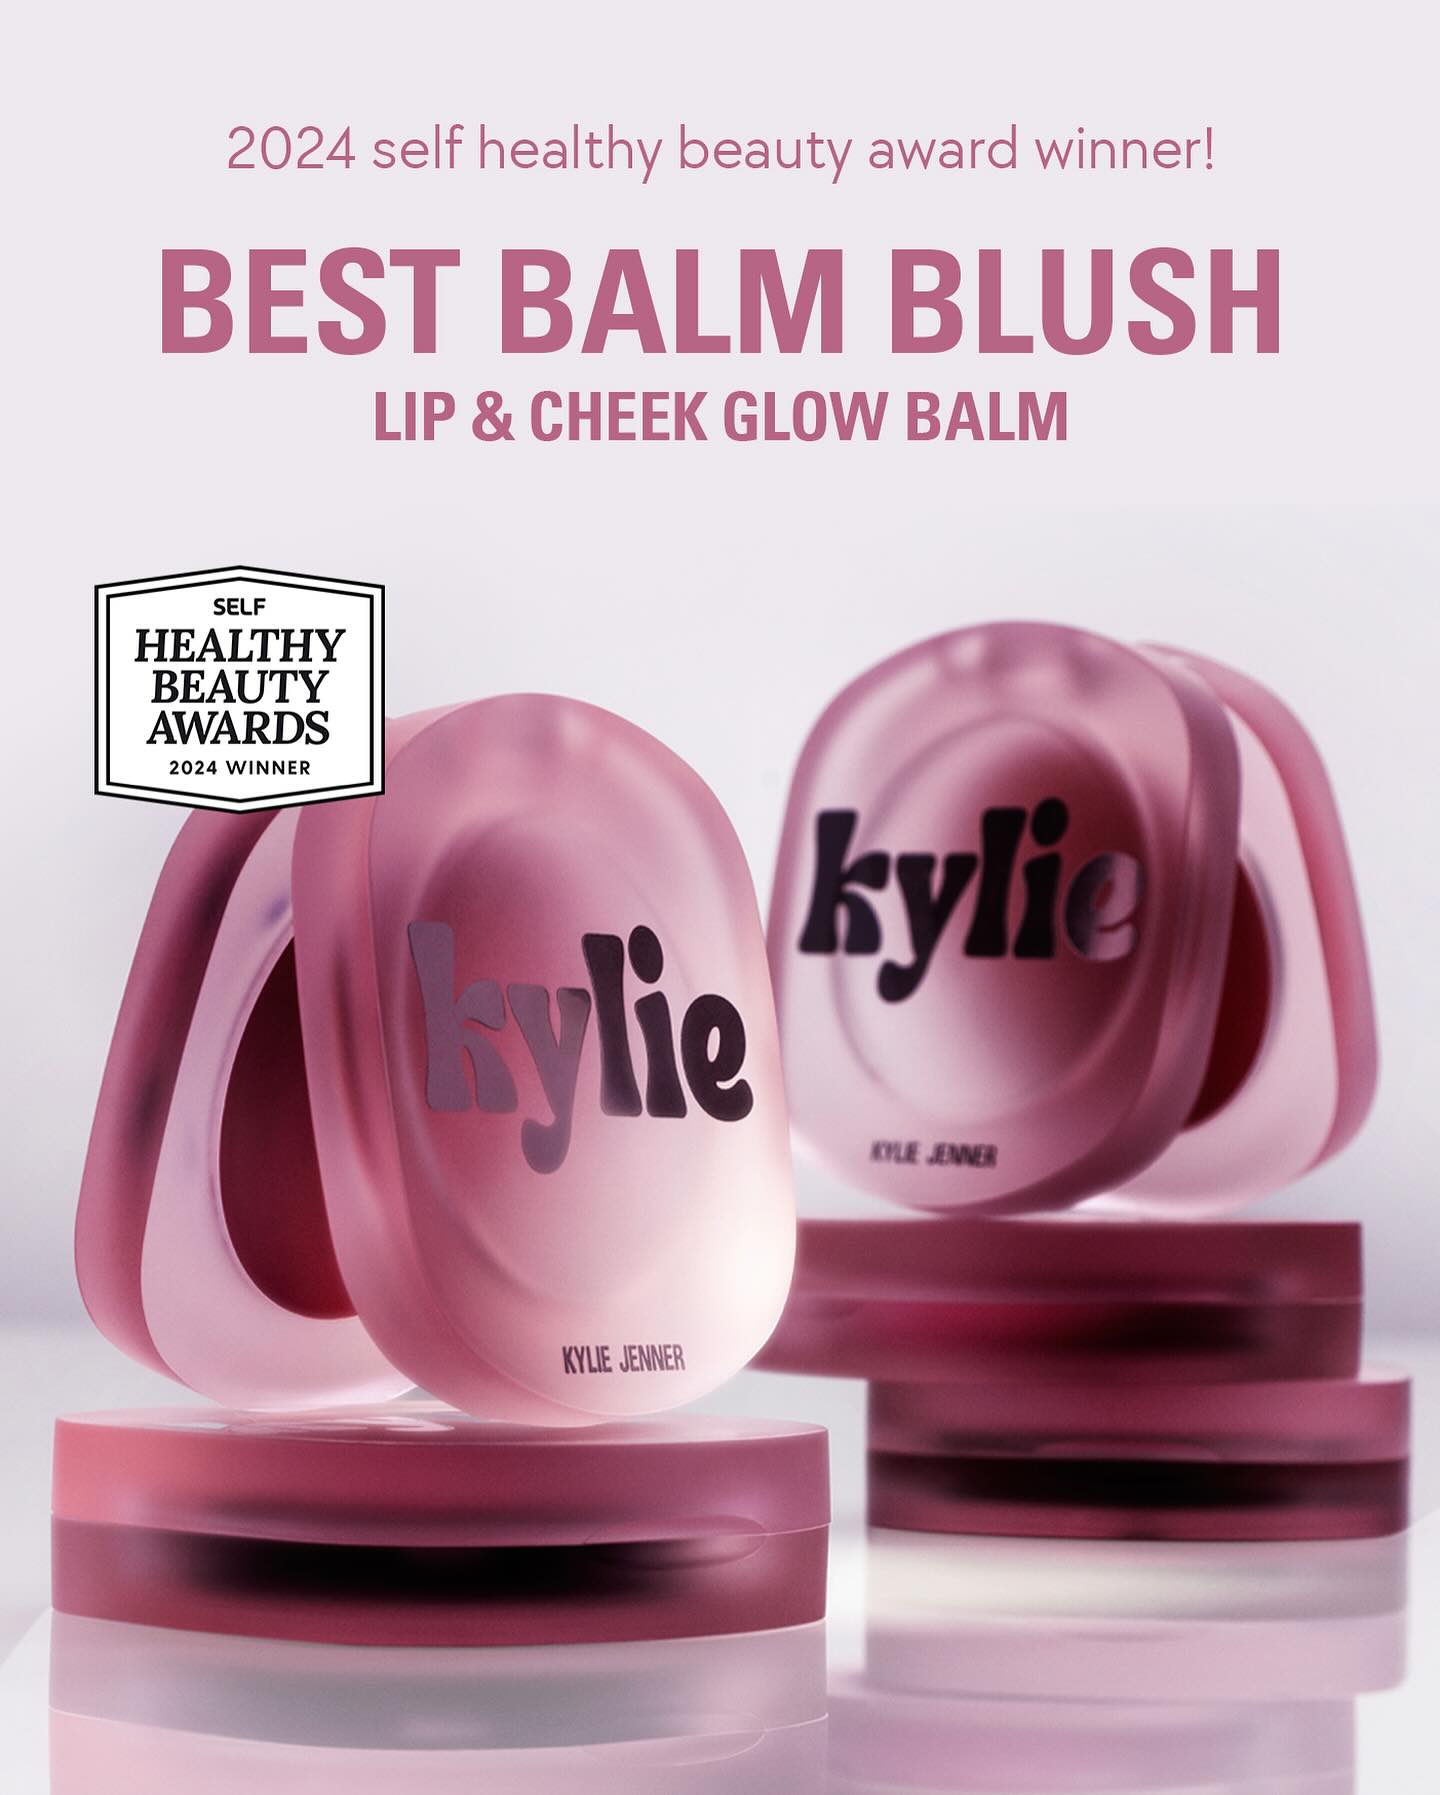 2024 self healthy beauty award winner!
BEST BALM BLUSH
LIP & CHEEK GLOW BALM
SELF
HEALTHY
BEAUTY
AWARDS
2024 WINNER
kylie
KYLIE JENNER
kylie
KYLIE JENNER